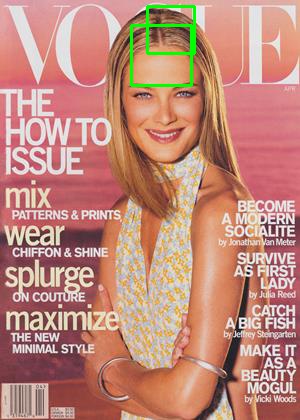 VOGUE
APR
THE
HOW TO
ISSUE
mix
PATTERNS & PRINTS
wear
CHIFFON & SHINE
splurge
ON COUTURE
maximize
THE NEW
MINIMAL STYLE
BECOME
A MODERN
SOCIALITE
by Jonathan Van Meter
SURVIVE
AS FIRST
LADY
by Julia Reed
CATCH
A BIG FISH
by Jeffrey Steingarten
MAKE IT
AS A
BEAUTY
MOGUL
by Vicki Woods